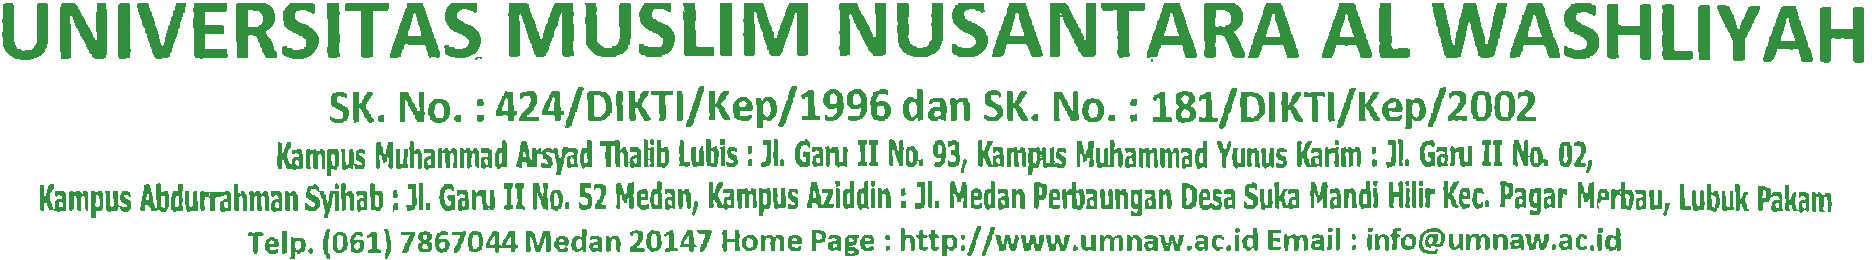 UNIVERSITAS MUSLIM NUSANTARA AL WASHLIYAH
SK. No. : 424/DIKTI/Kep/1996 dan SK. No. : 181/DIKTI/Kep/2002
Kampus Muhammad Arsyad Thalib Lubis : Jl. Garu II No. 93, Kampus Muhammad Yunus Karim : Jl. Garu II No. 02,
Kampus Abdurrahman Syihab : Jl. Garu II No. 52 Medan, Kampus Aziddin : Jl. Medan Perbaungan Desa Suka Mandi Hilir Kec. Pagar Merbau, Lubuk Pakam
Telp. (061) 7867044 Medan 20147 Home Page : http://www.umnaw.ac.id Email : info@umnaw.ac.id